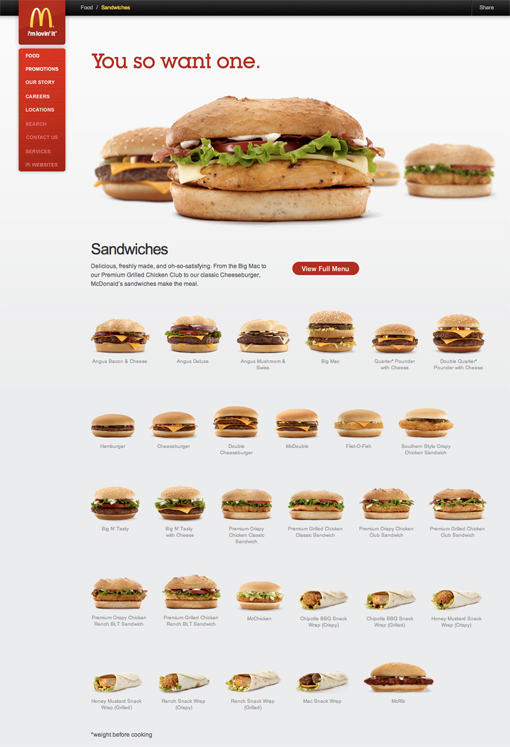 Food / Sandwiches
Share
M
i'm lovin' it®
FOOD
PROMOTIONS
OUR STORY
CAREERS
LOCATIONS
SEARCH
CONTACT US
SERVICES
WEBSITES
You so want one.
Sandwiches
Delicious, freshly made, and oh-so-satisfying. From the Big Mac to
our Premium Grilled Chicken Club to our classic Cheeseburger,
McDonald's sandwiches make the meal.
View Full Menu
Angus Bacon & Cheese
Angus Deluxe
Angus Mushroom &
Swiss
Big Mac
Quarter* Pounder
with Cheese
Double Quarter*
Pounder with Cheese
Hamburger
Cheeseburger
Double
Cheeseburger
McDouble
Filet-O-Fish
Southern Style Crispy
Chicken Sandwich
Big N' Tasty
Big N' Tasty
with Cheese
Premium Crispy
Chicken Classic
Sandwich
Premium Grilled Chicken
Classic Sandwich
Premium Crispy Chicken
Club Sandwich
Premium Grilled Chicken
Club Sandwich
Premium Crispy Chicken
Ranch BLT Sandwich
Premium Grilled Chicken
Ranch BLT Sandwich
McChicken
Chipotle BBQ Snack
Wrap (Crispy)
Chipotle BBQ Snack
Wrap (Grilled)
Honey Mustard Snack
Wrap (Crispy)
Honey Mustard Snack
Wrap (Grilled)
Ranch Snack Wrap
(Crispy)
Ranch Snack Wrap
(Grilled)
Mac Snack Wrap
McRib
*weight before cooking